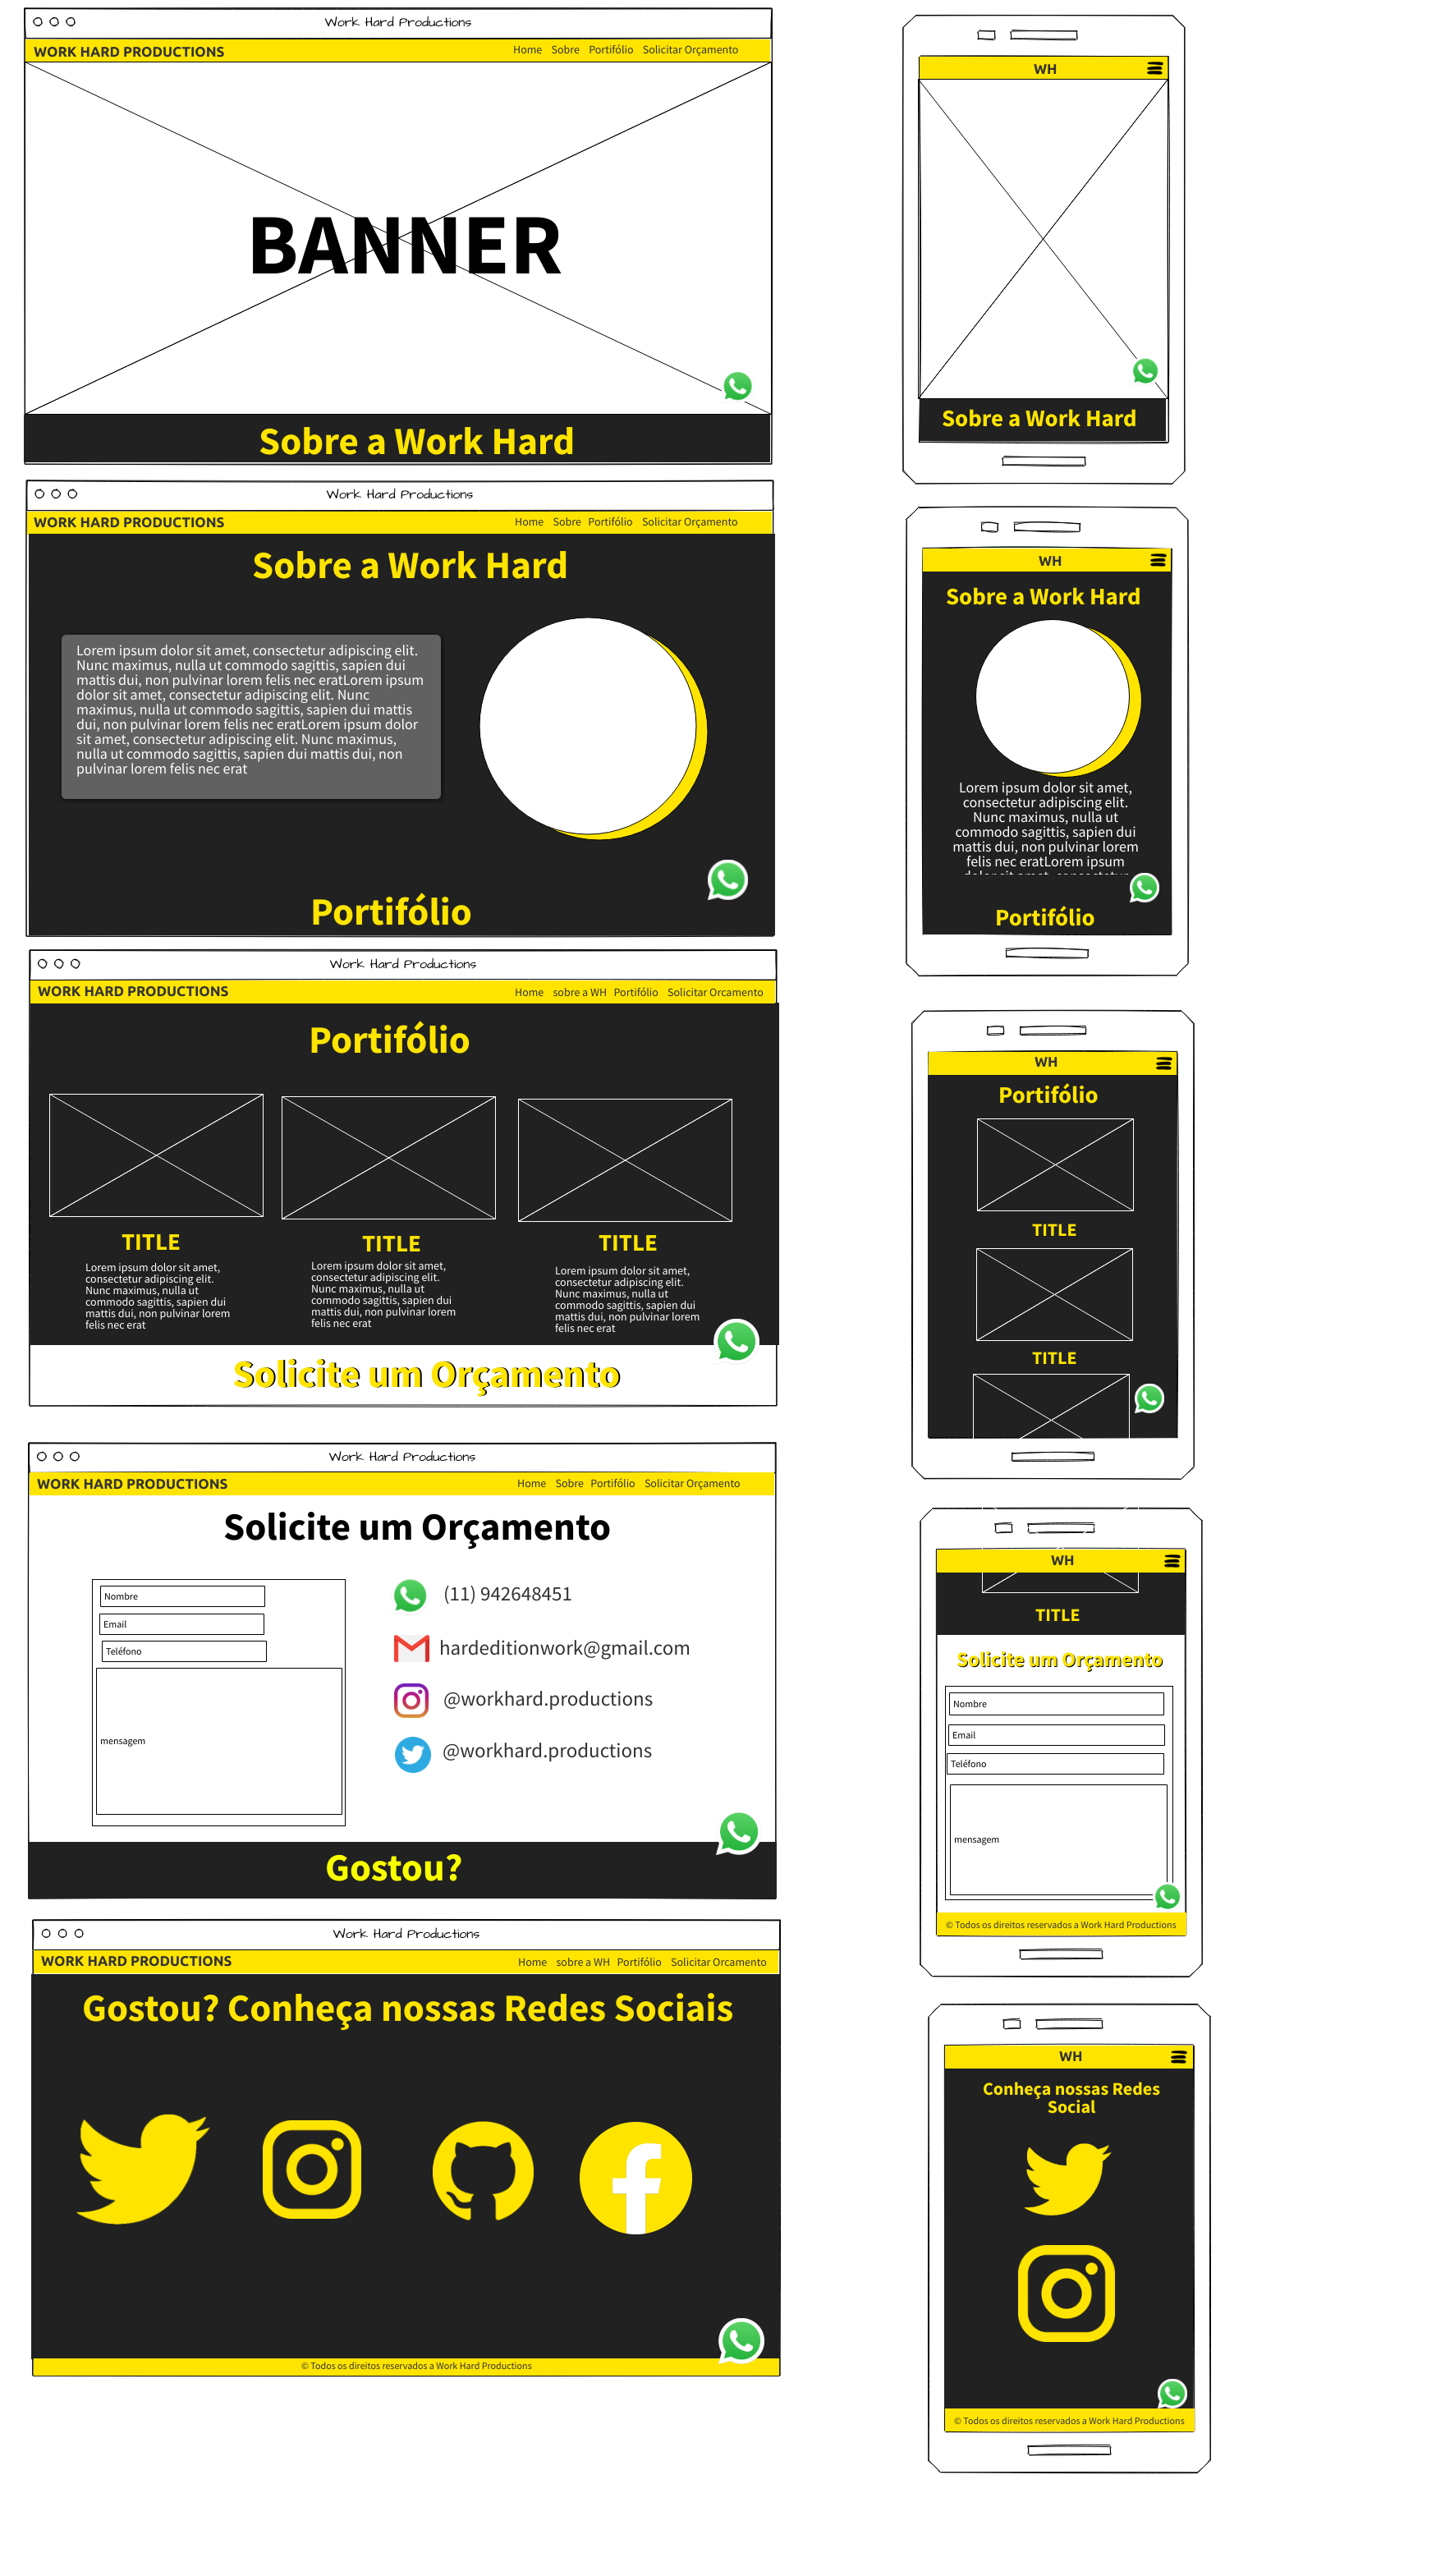 Work Hard Productions
WORK HARD PRODUCTIONS
Home Sobre Portifólio Solicitar Orçamento
BANNER
Sobre a Work Hard
Work Hard Productions
WORK HARD PRODUCTIONS
Home Sobre Portifólio Solicitar Orçamento
Sobre a Work Hard
Lorem ipsum dolor sit amet, consectetur adipiscing elit.
Nunc maximus, nulla ut commodo sagittis, sapien dui
mattis dui, non pulvinar lorem felis nec eratLorem ipsum
dolor sit amet, consectetur adipiscing elit. Nunc
maximus, nulla ut commodo sagittis, sapien dui mattis
dui, non pulvinar lorem felis nec eratLorem ipsum dolor
sit amet, consectetur adipiscing elit. Nunc maximus,
nulla ut commodo sagittis, sapien dui mattis dui, non
pulvinar lorem felis nec erat
Portifólio
Work Hard Productions
WORK HARD PRODUCTIONS
Home sobre a WH Portifólio Solicitar Orcamento
Portifólio
TITLE
Lorem ipsum dolor sit amet,
consectetur adipiscing elit.
Nunc maximus, nulla ut
commodo sagittis, sapien dui
mattis dui, non pulvinar lorem
felis nec erat
TITLE
Lorem ipsum dolor sit amet,
consectetur adipiscing elit.
Nunc maximus, nulla ut
commodo sagittis, sapien dui
mattis dui, non pulvinar lorem
felis nec erat
TITLE
Lorem ipsum dolor sit amet,
consectetur adipiscing elit.
Nunc maximus, nulla ut
commodo sagittis, sapien dui
mattis dui, non pulvinar lorem
felis nec erat
Solicite um Orçamento
Work Hard Productions
WORK HARD PRODUCTIONS
Home Sobre Portifólio Solicitar Orçamento
Solicite um Orçamento
Nombre
Email
Teléfono
mensagem
(11) 942648451
hardeditionwork@gmail.com
@workhard.productions
@workhard.productions
Gostou?
Work Hard Productions
WORK HARD PRODUCTIONS
Home sobre a WH Portifólio Solicitar Orcamento
Gostou? Conheça nossas Redes Sociais
© Todos os direitos reservados a Work Hard Productions
WH
Sobre a Work Hard
WH
Sobre a Work Hard
Lorem ipsum dolor sit amet,
consectetur adipiscing elit.
Nunc maximus, nulla ut
commodo sagittis, sapien dui
mattis dui, non pulvinar lorem
felis nec eratLorem ipsum
dolor sit amet, consectetur
Portifólio
WH
Portifólio
TITLE
TITLE
WH
TITLE
Solicite um Orçamento
Nombre
Email
Teléfono
mensagem
© Todos os direitos reservados a Work Hard Productions
WH
Conheça nossas Redes
Social
© Todos os direitos reservados a Work Hard Productions